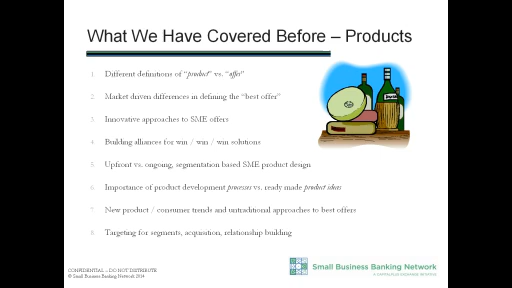 What We Have Covered Before – Products
1. Different definitions of "product" vs. "offer"
2. Market driven differences in defining the "best offer"
3. Innovative approaches to SME offers
4. Building alliances for win / win / win solutions
5. Upfront vs. ongoing, segmentation based SME product design
6. Importance of product development processes vs. ready made product ideas
7. New product / consumer trends and untraditional approaches to best offers
8. Targeting for segments, acquisition, relationship building
CONFIDENTIAL – DO NOT DISTRIBUTE
© Small Business Banking Network 2014
Small Business Banking Network